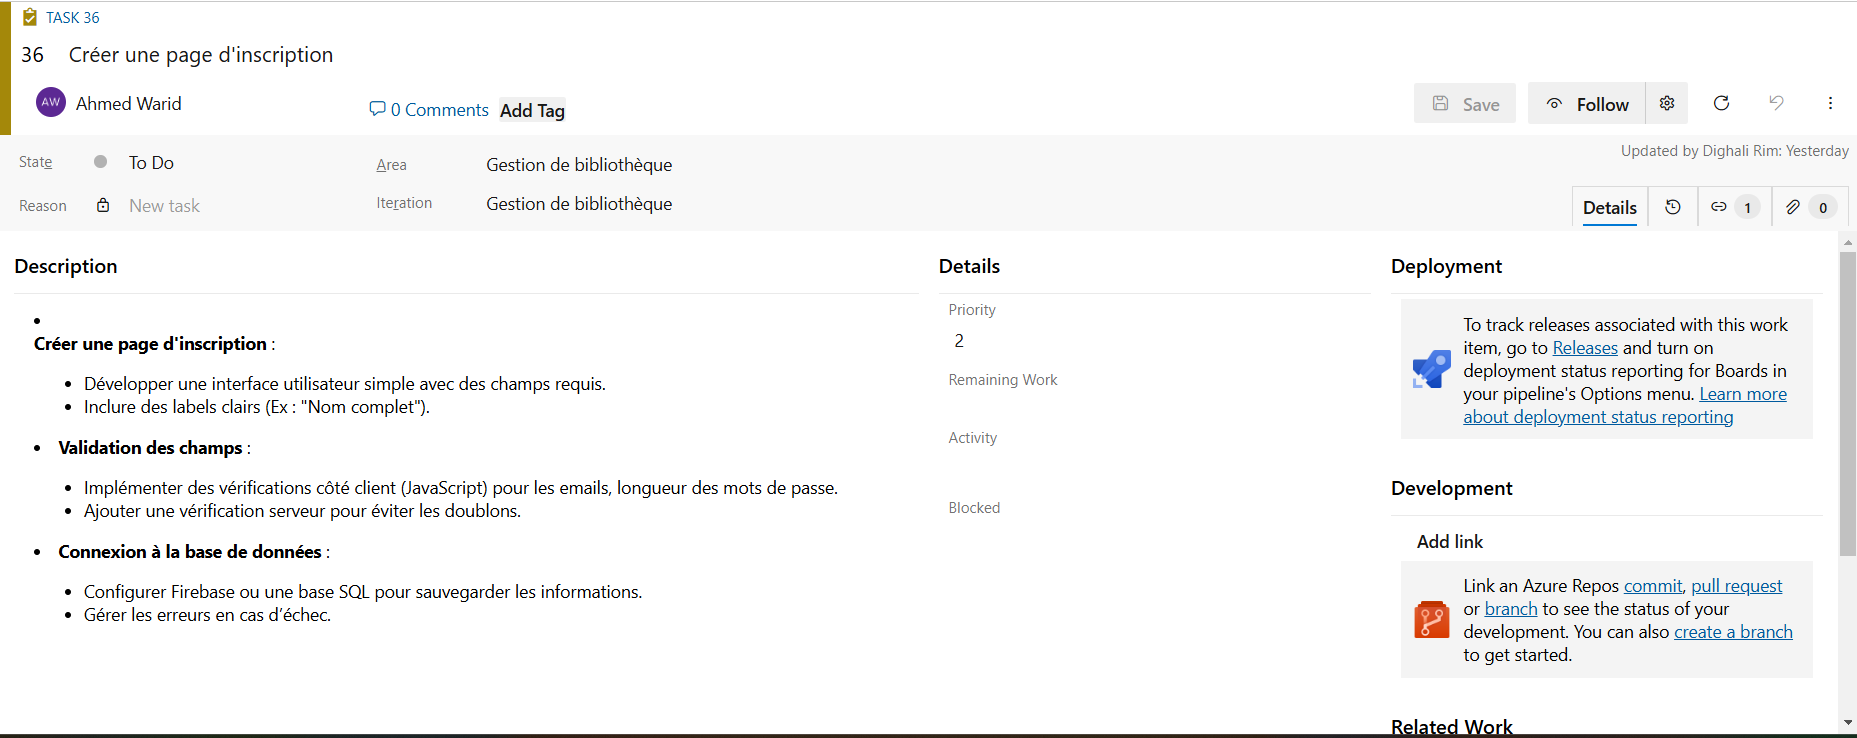 TASK 36
36 Créer une page d'inscription
AW Ahmed Warid
0 Comments Add Tag
Save Follow
State To Do
Area Gestion de bibliothèque
Updated by Dighali Rim: Yesterday
Reason New task
Iteration Gestion de bibliothèque
Details 1 0
Description
• 
Créer une page d'inscription :
• Développer une interface utilisateur simple avec des champs requis.
• Inclure des labels clairs (Ex : "Nom complet").
• Validation des champs :
• Implémenter des vérifications côté client (JavaScript) pour les emails, longueur des mots de passe.
• Ajouter une vérification serveur pour éviter les doublons.
• Connexion à la base de données :
• Configurer Firebase ou une base SQL pour sauvegarder les informations.
• Gérer les erreurs en cas d’échec.
Details
Priority
2
Remaining Work
Activity
Blocked
Deployment
To track releases associated with this work
item, go to Releases and turn on
deployment status reporting for Boards in
your pipeline's Options menu. Learn more
about deployment status reporting
Development
Add link
Link an Azure Repos commit, pull request
or branch to see the status of your
development. You can also create a branch
to get started.
Related Work